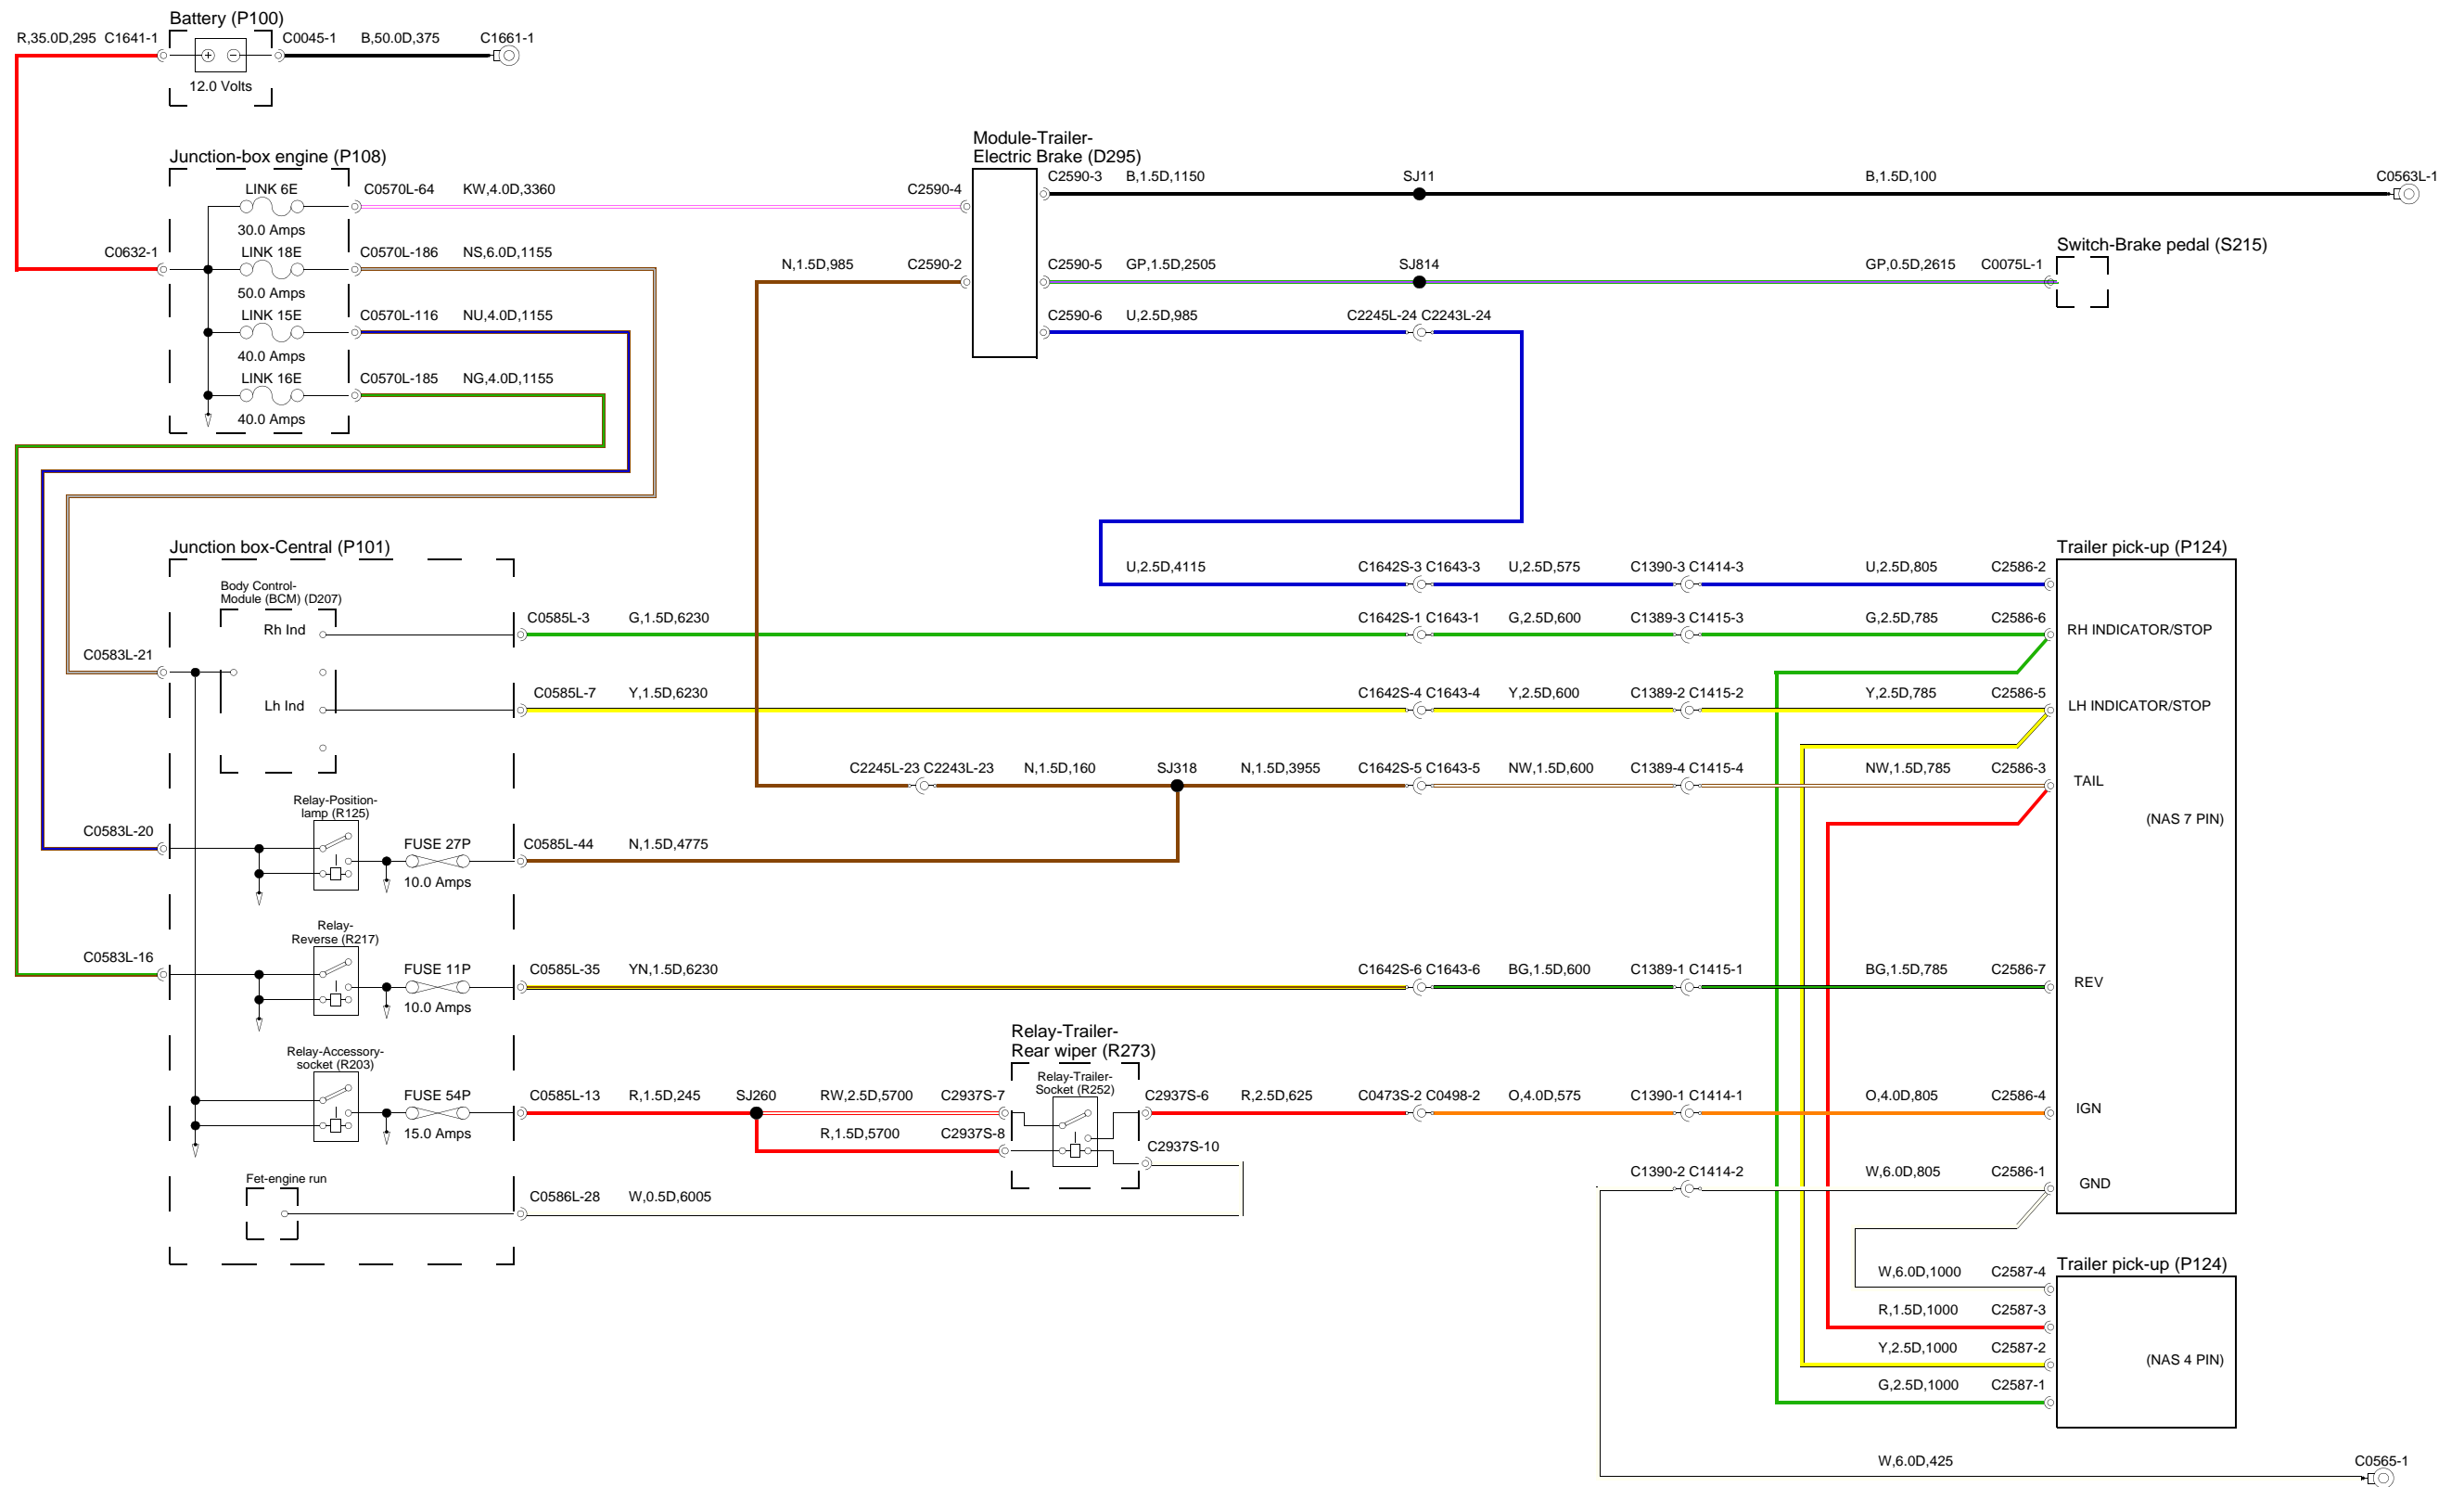 Battery (P100)
R,35.0D,295 C1641-1 C0045-1 B,50.0D,375 C1661-1
12.0 Volts
Module-Trailer-
Electric Brake (D295)
Junction-box engine (P108)
C2590-3 B,1.5D,1150 SJ11 B,1.5D,100 C0563L-1
LINK 6E C0570L-64 KW,4.0D,3360 C2590-4
30.0 Amps
Switch-Brake pedal (S215)
C0632-1 LINK 18E C0570L-186 NS,6.0D,1155
N,1.5D,985 C2590-2 C2590-5 GP,1.5D,2505 SJ814 GP,0.5D,2615 C0075L-1
50.0 Amps
LINK 15E C0570L-116 NU,4.0D,1155 C2590-6 U,2.5D,985 C2245L-24 C2243L-24
40.0 Amps
LINK 16E C0570L-185 NG,4.0D,1155
40.0 Amps
Junction box-Central (P101)
Trailer pick-up (P124)
U,2.5D,4115 C1642S-3 C1643-3 U,2.5D,575 C1390-3 C1414-3 U,2.5D,805 C2586-2
Body Control-
Module (BCM) (D207)
C0585L-3 G,1.5D,6230 C1642S-1 C1643-1 G,2.5D,600 C1389-3 C1415-3 G,2.5D,785 C2586-6
Rh Ind
RH INDICATOR/STOP
C0583L-21
C0585L-7 Y,1.5D,6230 C1642S-4 C1643-4 Y,2.5D,600 C1389-2 C1415-2 Y,2.5D,785 C2586-5
Lh Ind
LH INDICATOR/STOP
C2245L-23 C2243L-23 N,1.5D,160 SJ318 N,1.5D,3955 C1642S-5 C1643-5 NW,1.5D,600 C1389-4 C1415-4 NW,1.5D,785 C2586-3
TAIL
Relay-Position-
lamp (R125)
(NAS 7 PIN)
C0583L-20
FUSE 27P C0585L-44 N,1.5D,4775
10.0 Amps
Relay-
Reverse (R217)
C0583L-16
FUSE 11P C0585L-35 YN,1.5D,6230 C1642S-6 C1643-6 BG,1.5D,600 C1389-1 C1415-1 BG,1.5D,785 C2586-7
REV
10.0 Amps
Relay-Trailer-
Rear wiper (R273)
Relay-Accessory-
socket (R203)
Relay-Trailer-
Socket (R252)
FUSE 54P C0585L-13 R,1.5D,245 SJ260 RW,2.5D,5700 C2937S-7 C2937S-6 R,2.5D,625 C0473S-2 C0498-2 O,4.0D,575 C1390-1 C1414-1 O,4.0D,805 C2586-4
IGN
15.0 Amps
R,1.5D,5700 C2937S-8
C2937S-10
C1390-2 C1414-2 W,6.0D,805 C2586-1
Fet-engine run
GND
C0586L-28 W,0.5D,6005
Trailer pick-up (P124)
W,6.0D,1000 C2587-4
R,1.5D,1000 C2587-3
Y,2.5D,1000 C2587-2
(NAS 4 PIN)
G,2.5D,1000 C2587-1
W,6.0D,425 C0565-1